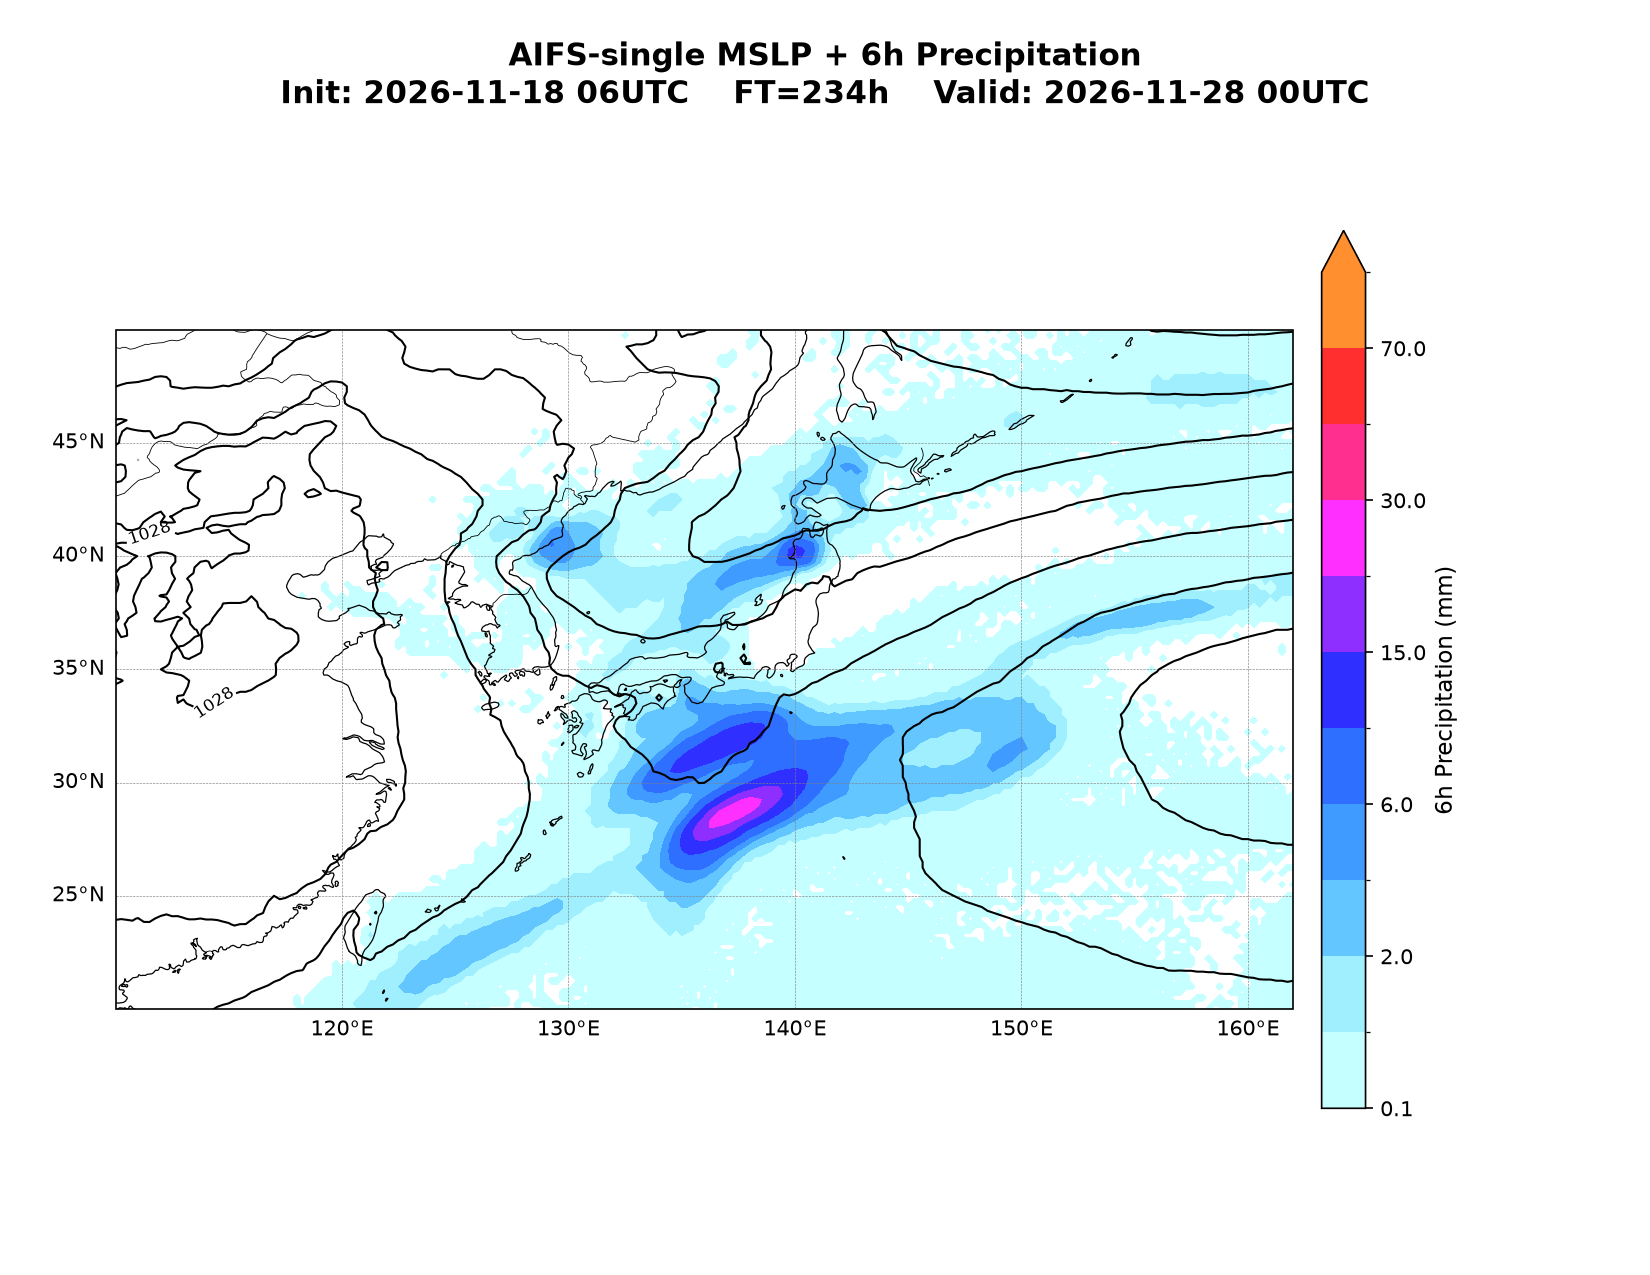 AIFS-single MSLP + 6h Precipitation
Init: 2026-11-18 06UTC    FT=234h    Valid: 2026-11-28 00UTC
70.0
45°N
30.0
1028
40°N
15.0
35°N
1028
6h Precipitation (mm)
30°N
6.0
25°N
2.0
120°E 130°E 140°E 150°E 160°E
0.1